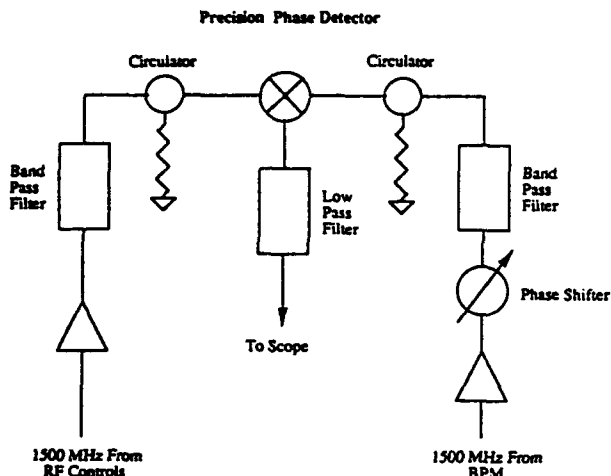 Precision Phase Detector
Circulator
Circulator
Band
Pass
Filter
Low
Pass
Filter
Band
Pass
Filter
Phase Shifter
To Scope
1500 MHz From
RF Controls
1500 MHz From
BPM